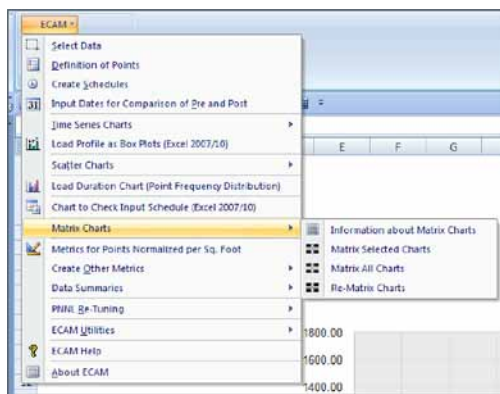 ECAM
Select Data
Definition of Points
Create Schedules
Input Dates for Comparison of Pre and Post
Time Series Charts
Load Profile as Box Plots (Excel 2007/10)
Scatter Charts
Load Duration Chart (Point Frequency Distribution)
Chart to Check Input Schedule (Excel 2007/10)
Matrix Charts
Metrics for Points Normalized per Sq. Foot
Create Other Metrics
Data Summaries
PNNL Re-Tuning
ECAM Utilities
ECAM Help
About ECAM
Information about Matrix Charts
Matrix Selected Charts
Matrix All Charts
Re-Matrix Charts
E F G
1800.00
1600.00
1400.00
31